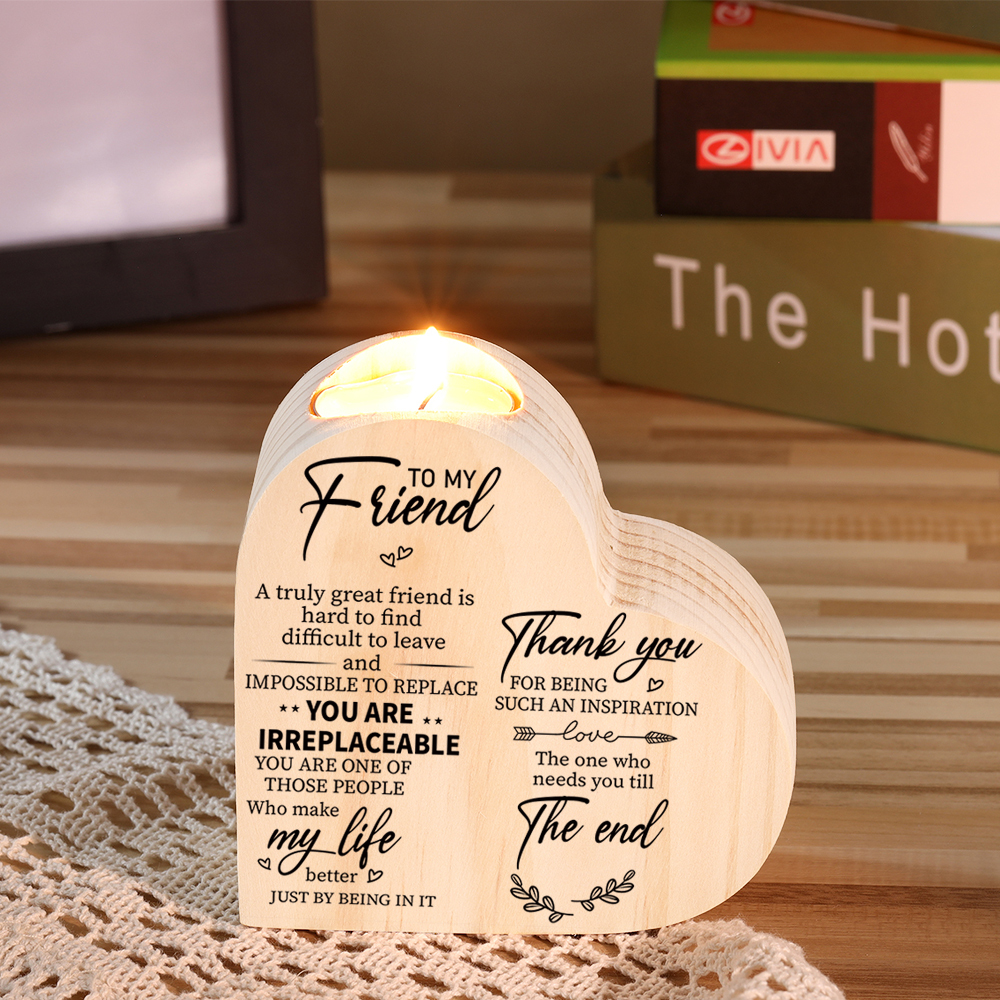 TO MY
Friend
A truly great friend is
hard to find
difficult to leave
and
IMPOSSIBLE TO REPLACE
YOU ARE
IRREPLACEABLE
YOU ARE ONE OF
THOSE PEOPLE
Who make
my life
better
JUST BY BEING IN IT
Thank you
FOR BEING
SUCH AN INSPIRATION
love
The one who
needs you till
The end
IVIA
The Hot